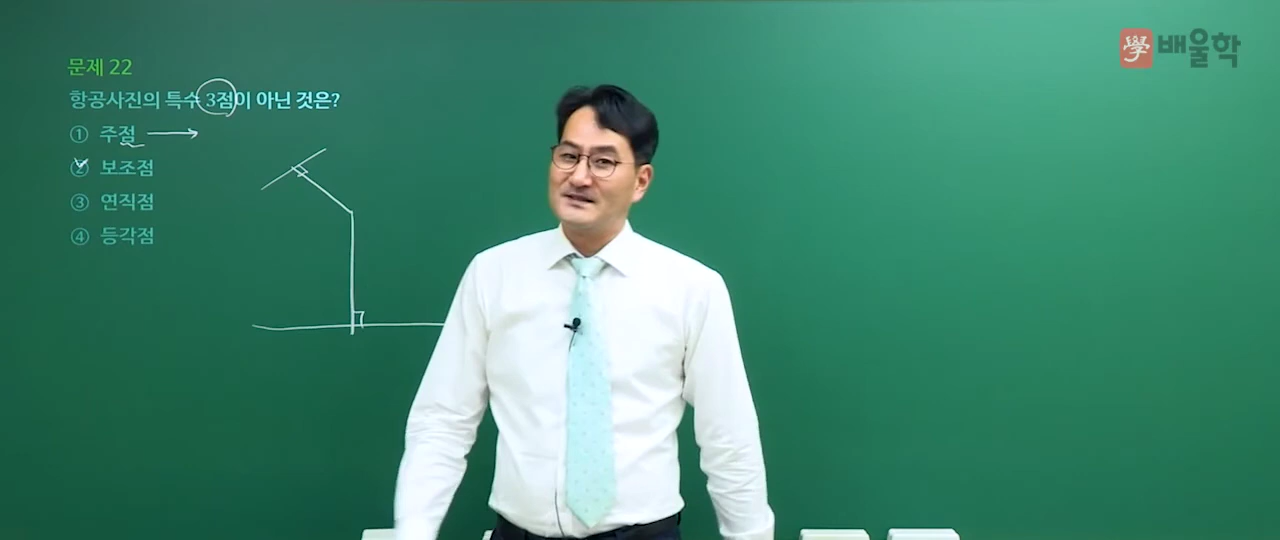 學 배울학
문제 22
항공사진의 특수 3점이 아닌 것은?
① 주점
② 보조점
③ 연직점
④ 등각점